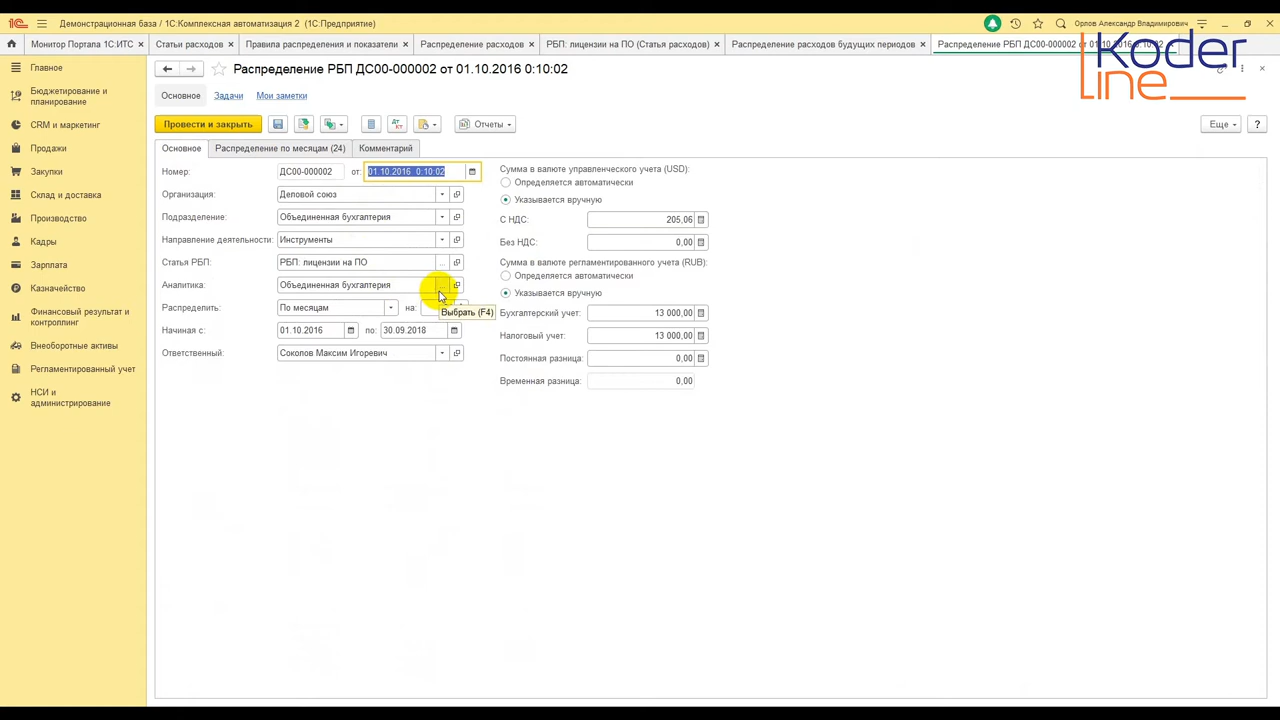 1С Демонстрационная база / 1С:Комплексная автоматизация 2 (1С:Предприятие) Орлов Александр Владимирович
Монитор Портала 1С:ИТС × Статьи расходов × Правила распределения и показатели × Распределение расходов × РБП: лицензии на ПО (Статья расходов) × Распределение расходов будущих периодов × Распределение РБП ДС00-000002 от 01.10.2016 0:10:02
Koder
line
Главное
Бюджетирование и
планирование
CRM и маркетинг
Продажи
Закупки
Склад и доставка
Производство
Кадры
Зарплата
Казначейство
Финансовый результат и
контроллинг
Внеоборотные активы
Регламентированный учет
НСИ и
администрирование
Распределение РБП ДС00-000002 от 01.10.2016 0:10:02
Основное Задачи Мои заметки
Провести и закрыть Дт Кт Отчеты Еще ?
Основное Распределение по месяцам (24) Комментарий
Номер: ДС00-000002 от: 01.10.2016 0:10:02
Организация: Деловой союз
Подразделение: Объединенная бухгалтерия
Направление деятельности: Инструменты
Статья РБП: РБП: лицензии на ПО
Аналитика: Объединенная бухгалтерия
Распределить: По месяцам на:
Выбрать (F4)
Начиная с: 01.10.2016 по: 30.09.2018
Ответственный: Соколов Максим Игоревич
Сумма в валюте управленческого учета (USD):
Определяется автоматически
Указывается вручную
С НДС: 205,06
Без НДС: 0,00
Сумма в валюте регламентированного учета (RUB):
Определяется автоматически
Указывается вручную
Бухгалтерский учет: 13 000,00
Налоговый учет: 13 000,00
Постоянная разница: 0,00
Временная разница: 0,00